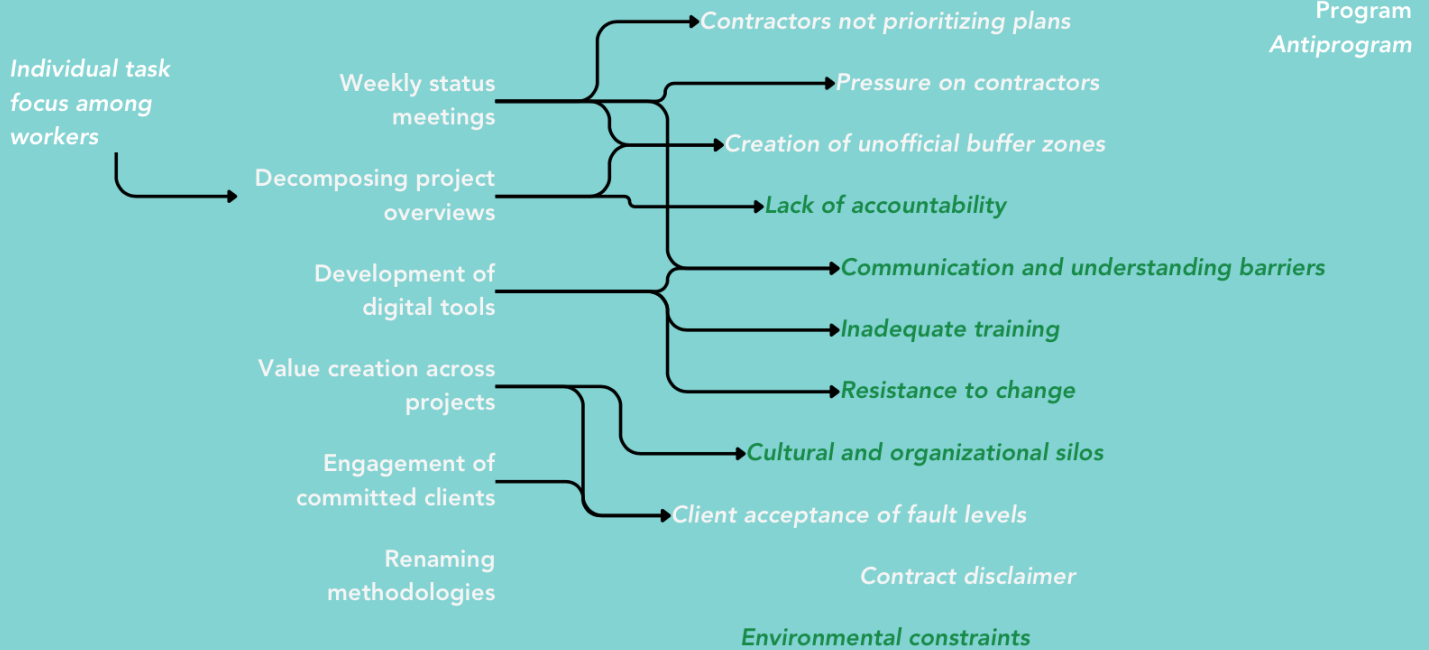 Program
Antiprogram
Individual task
focus among
workers
Weekly status
meetings
Decomposing project
overviews
Development of
digital tools
Value creation across
projects
Engagement of
committed clients
Renaming
methodologies
Contractors not prioritizing plans
Pressure on contractors
Creation of unofficial buffer zones
Lack of accountability
Communication and understanding barriers
Inadequate training
Resistance to change
Cultural and organizational silos
Client acceptance of fault levels
Contract disclaimer
Environmental constraints